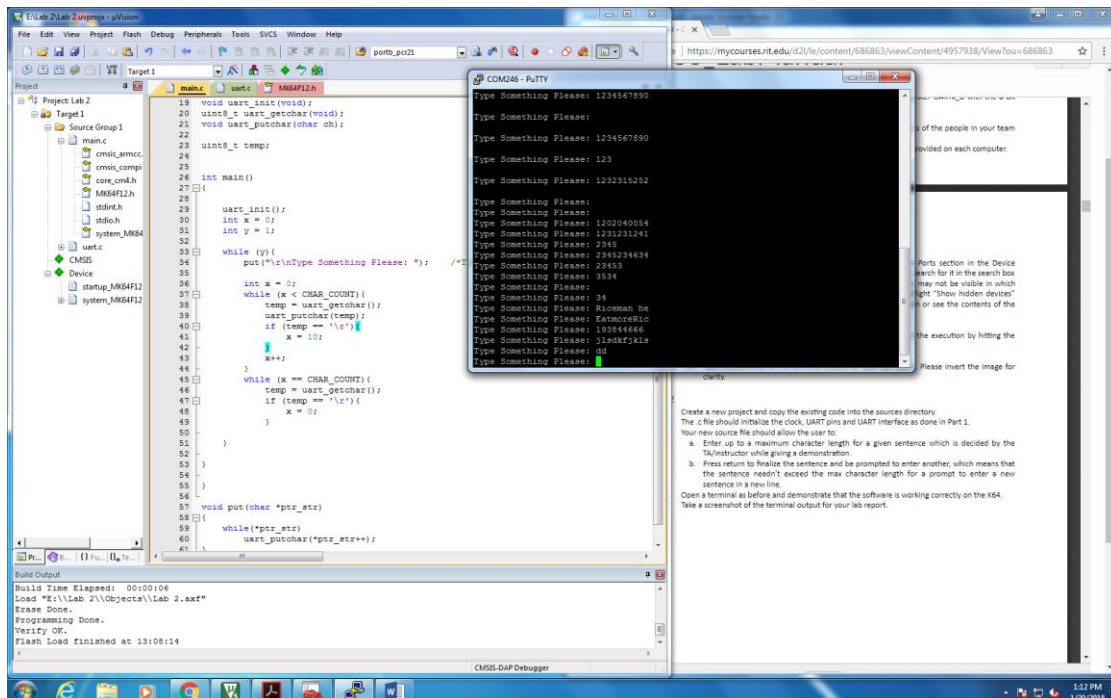 E:\Lab 2\Lab 2.uvprojx - µVision
File Edit View Project Flash Debug Peripherals Tools SVCS Window Help
portb_pcr21
Target 1
Project
Project: Lab 2
Target1
Source Group 1
main.c
cmsis_armcc.
cmsis_compi
core_cm4.h
MK64F12.h
stdint.h
stdio.h
system_MK64
uart.c
CMSIS
Device
startup_MK64F12
system_MK64F12
Pr...
B...
{} Fu...
Te...
main.c uart.c MK64F12.h
19 void uart_init(void);
20 uint8_t uart_getchar(void);
21 void uart_putchar(char ch);
22
23 uint8_t temp;
24
25
26 int main()
27 {
28
29 uart_init();
30 int x = 0;
31 int y = 1;
32
33 while (y){
34 put("\r\nType Something Please: "); /*T
35
36 int x = 0;
37 while (x < CHAR_COUNT){
38 temp = uart_getchar();
39 uart_putchar(temp);
40 if (temp == '\r'){
41 x = 10;
42 }
43 x++;
44 }
45 while (x == CHAR_COUNT){
46 temp = uart_getchar();
47 if (temp == '\r'){
48 x = 0;
49 }
50
51 }
52
53 }
54
55 }
56
57 void put(char *ptr_str)
58 {
59 while(*ptr_str)
60 uart_putchar(*ptr_str++);
61 }
Build Output
Build Time Elapsed: 00:00:06
Load "E:\\Lab 2\\Objects\\Lab 2.axf"
Erase Done.
Programming Done.
Verify OK.
Flash Load finished at 13:08:14
CMSIS-DAP Debugger
COM246 - PuTTY
Type Something Please: 1234567890
Type Something Please:
Type Something Please: 1234567890
Type Something Please: 123
Type Something Please: 1232315252
Type Something Please:
Type Something Please:
Type Something Please: 1202040054
Type Something Please: 1231231241
Type Something Please: 2345
Type Something Please: 2345234634
Type Something Please: 23453
Type Something Please: 3534
Type Something Please:
Type Something Please: 34
Type Something Please: Riceman he
Type Something Please: EatmoreRic
Type Something Please: 193844666
Type Something Please: jlsdkfjkls
Type Something Please: dd
Type Something Please:
https://mycourses.rit.edu/d2l/le/content/686863/viewContent/4957938/View?ou=686863
s of the people in your team
rovided on each computer.
Ports section in the Device
earch for it in the search box
may not be visible in which
ght "Show hidden devices"
n or see the contents of the
the execution by hitting the
Please invert the image for
clarity.
Create a new project and copy the existing code into the sources directory.
The .c file should initialize the clock, UART pins and UART interface as done in Part 1.
Your new source file should allow the user to:
a. Enter up to a maximum character length for a given sentence which is decided by the
TA/instructor while giving a demonstration.
b. Press return to finalize the sentence and be prompted to enter another, which means that
the sentence needn't exceed the max character length for a prompt to enter a new
sentence in a new line.
Open a terminal as before and demonstrate that the software is working correctly on the K64.
Take a screenshot of the terminal output for your lab report.
1:12 PM